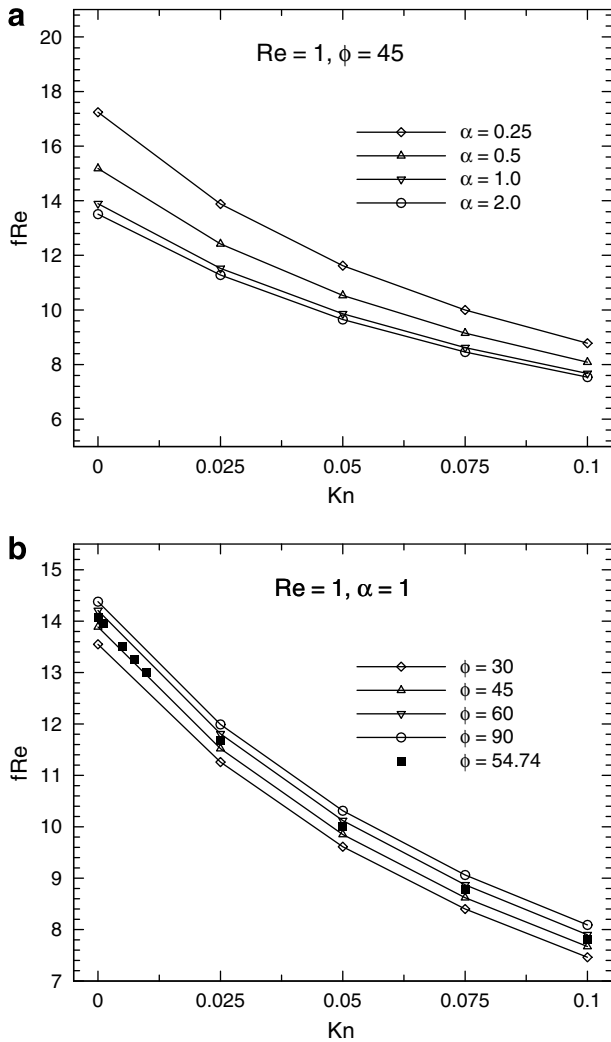 a
Re = 1, ϕ = 45
20
18
16
14
12
10
8
6
fRe
α = 0.25
α = 0.5
α = 1.0
α = 2.0
0 0.025 0.05 0.075 0.1
Kn
b
Re = 1, α = 1
15
14
13
12
11
10
9
8
7
fRe
ϕ = 30
ϕ = 45
ϕ = 60
ϕ = 90
ϕ = 54.74
0 0.025 0.05 0.075 0.1
Kn